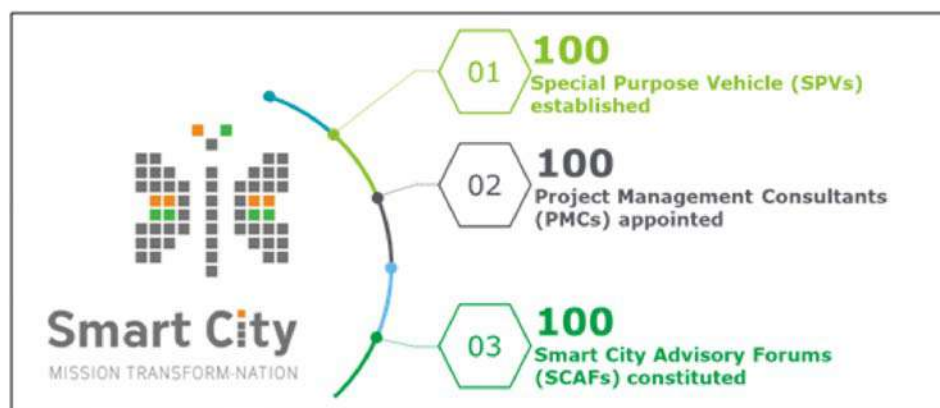 01
100
Special Purpose Vehicle (SPVs)
established
02
100
Project Management Consultants
(PMCs) appointed
Smart City
MISSION TRANSFORM-NATION
03
100
Smart City Advisory Forums
(SCAFs) constituted